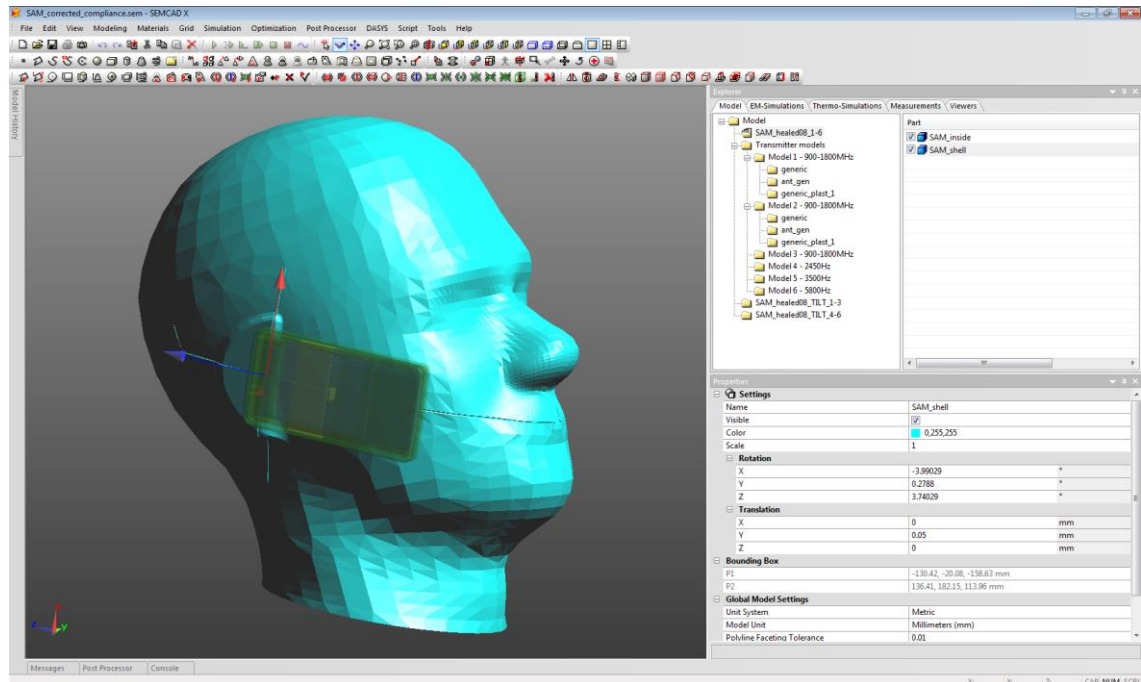 SAM_corrected_compliance.sem - SEMCAD X
File Edit View Modeling Materials Grid Simulation Optimization Post Processor DASYS Script Tools Help
Model History
Explorer
Model EM-Simulations Thermo-Simulations Measurements Viewers
Model
SAM_healed08_1-6
Transmitter models
Model 1 - 900-1800MHz
generic
ant_gen
generic_plast_1
Model 2 - 900-1800MHz
generic
ant_gen
generic_plast_1
Model 3 - 900-1800MHz
Model 4 - 2450Hz
Model 5 - 3500Hz
Model 6 - 5800Hz
SAM_healed08_TILT_1-3
SAM_healed08_TILT_4-6
Part
SAM_inside
SAM_shell
Properties
Settings
Name SAM_shell
Visible
Color 0,255,255
Scale 1
Rotation
X -3.99029 °
Y 0.2788 °
Z 3.74029 °
Translation
X 0 mm
Y 0.05 mm
Z 0 mm
Bounding Box
P1 -130.42, -20.08, -158.63 mm
P2 136.41, 182.15, 113.96 mm
Global Model Settings
Unit System Metric
Model Unit Millimeters (mm)
Polyline Faceting Tolerance 0.01
Messages Post Processor Console